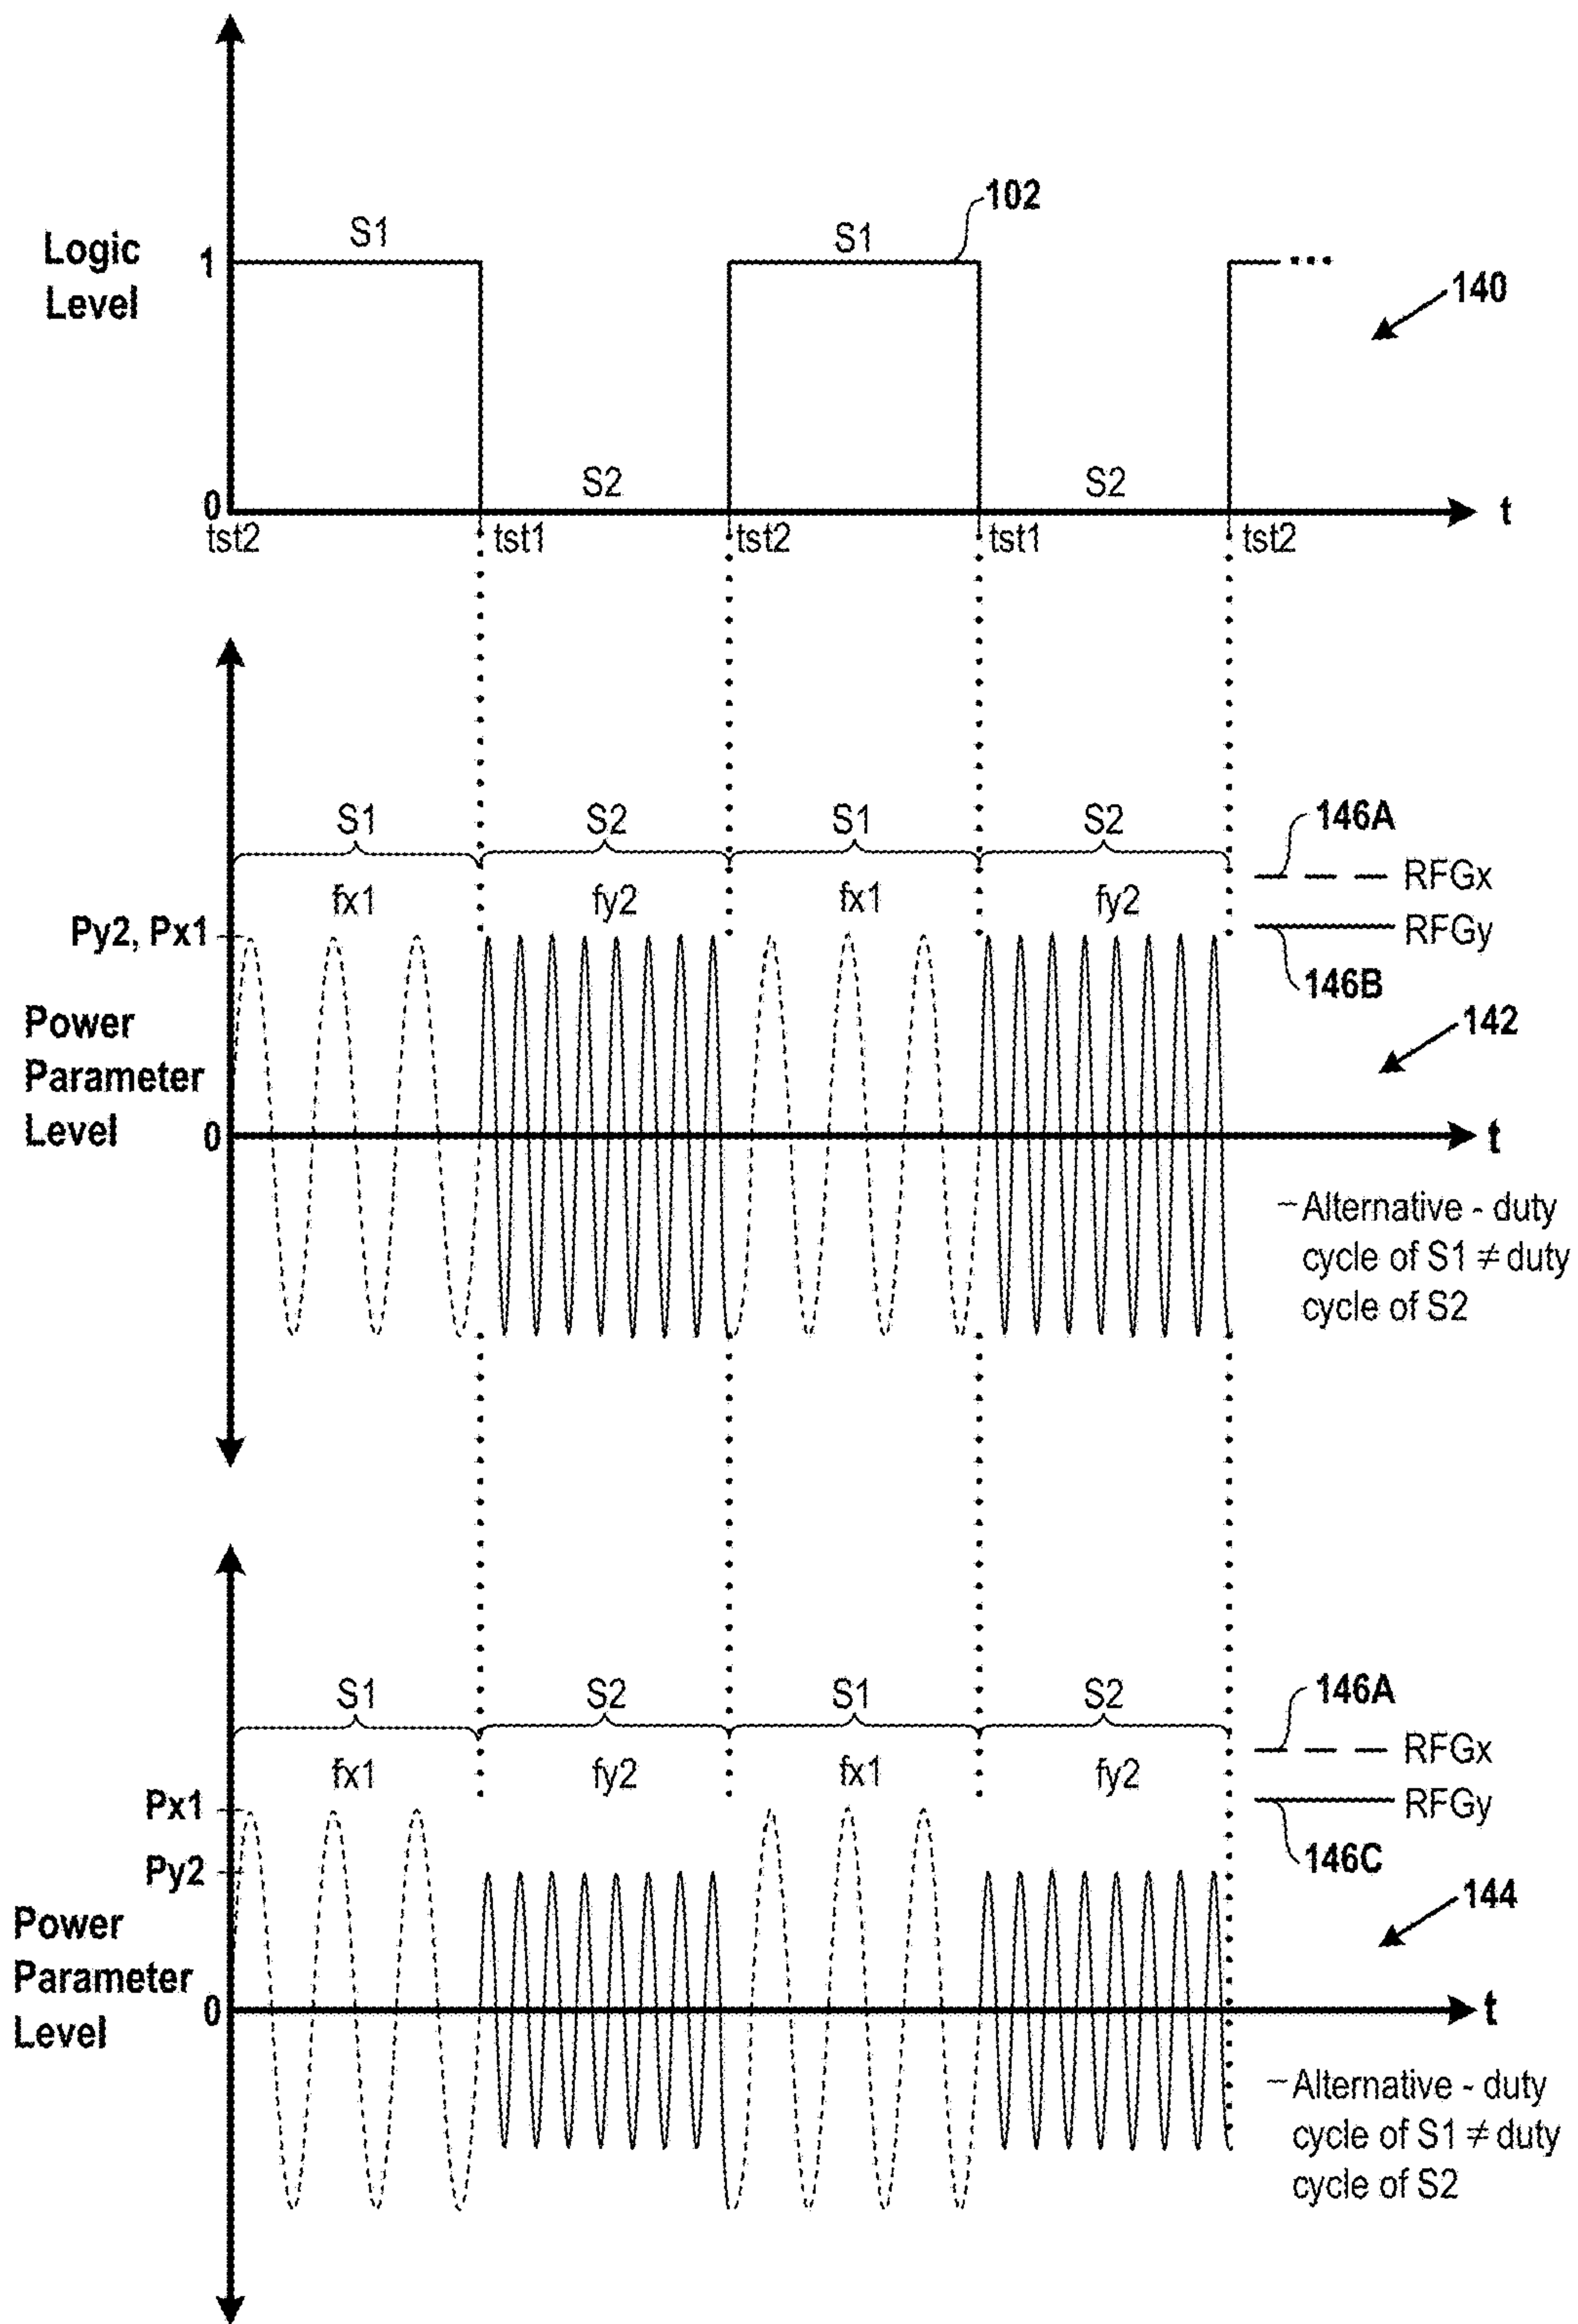 102
S1
S1
Logic
Level
1
140
S2
S2
0
t
tst2
tst1
tst2
tst1
tst2
S1
S2
S1
S2
146A
fx1
fy2
fx1
fy2
RFGx
Py2, Px1
RFGy
146B
142
Power
Parameter
Level
0
t
–Alternative - duty
cycle of S1 ≠ duty
cycle of S2
S1
S2
S1
S2
146A
fx1
fy2
fx1
fy2
RFGx
Px1
RFGy
Py2
146C
144
Power
Parameter
Level
0
t
–Alternative - duty
cycle of S1 ≠ duty
cycle of S2